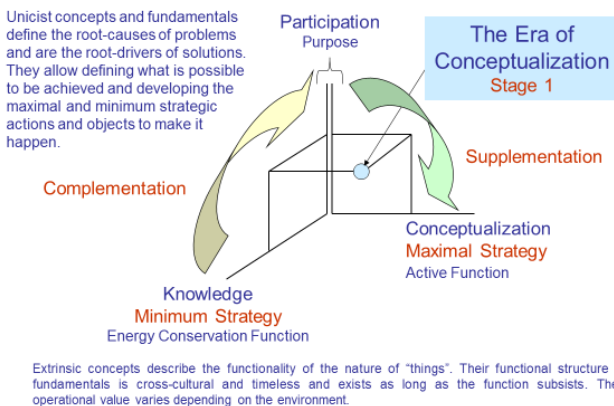 Unicist concepts and fundamentals
define the root-causes of problems
and are the root-drivers of solutions.
They allow defining what is possible
to be achieved and developing the
maximal and minimum strategic
actions and objects to make it
happen.
Participation
Purpose
The Era of
Conceptualization
Stage 1
Complementation
Supplementation
Conceptualization
Maximal Strategy
Active Function
Knowledge
Minimum Strategy
Energy Conservation Function
Extrinsic concepts describe the functionality of the nature of “things”. Their functional structure
fundamentals is cross-cultural and timeless and exists as long as the function subsists.
operational value varies depending on the environment.